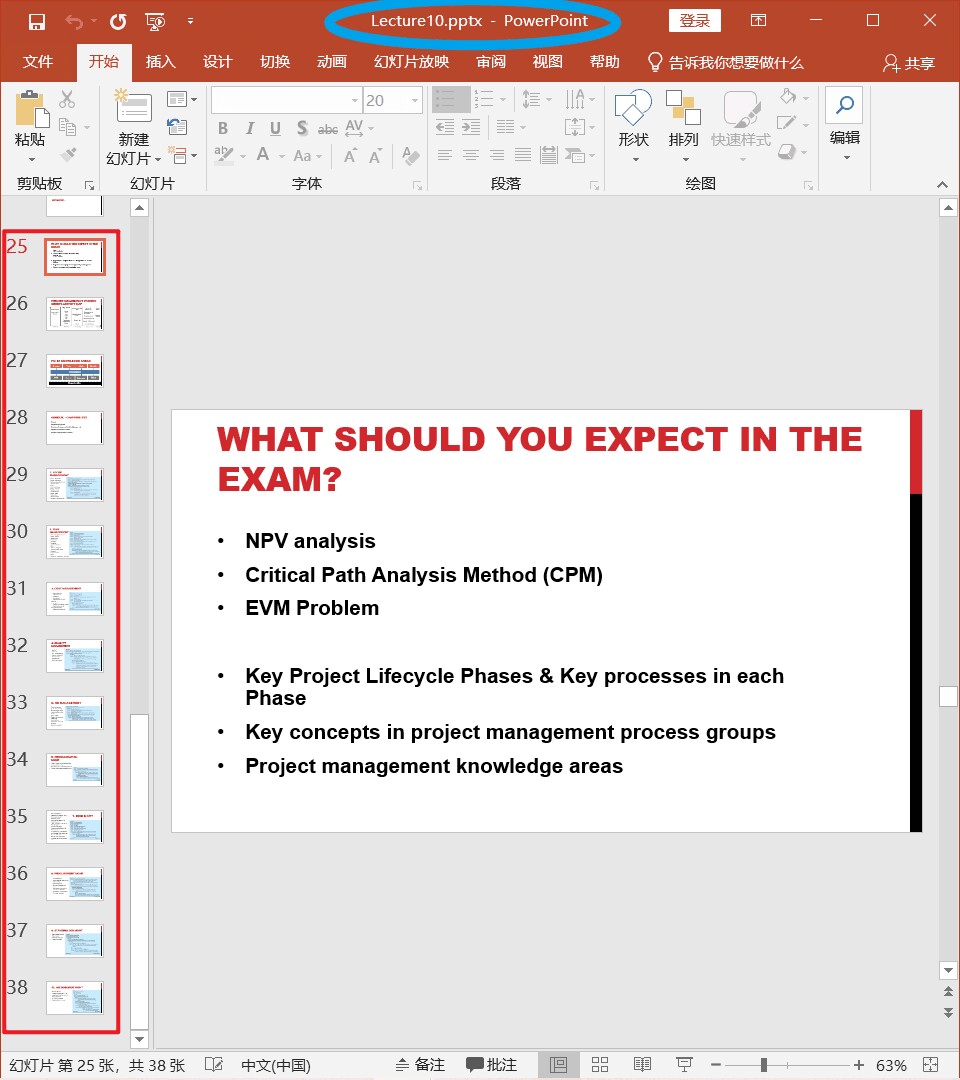 Lecture10.pptx - PowerPoint
登录
文件 开始 插入 设计 切换 动画 幻灯片放映 审阅 视图 帮助 告诉我你想要做什么 共享
20
B I U S abc AV
粘贴 新建 幻灯片 aby A Aa A A 形状 排列 快速样式 编辑
剪贴板 幻灯片 字体 段落 绘图
25
26
27
28
29
30
31
32
33
34
35
36
37
38
WHAT SHOULD YOU EXPECT IN THE
EXAM?
• NPV analysis
• Critical Path Analysis Method (CPM)
• EVM Problem
• Key Project Lifecycle Phases & Key processes in each
Phase
• Key concepts in project management process groups
• Project management knowledge areas
幻灯片 第 25 张，共 38 张 中文(中国) 备注 批注 63%